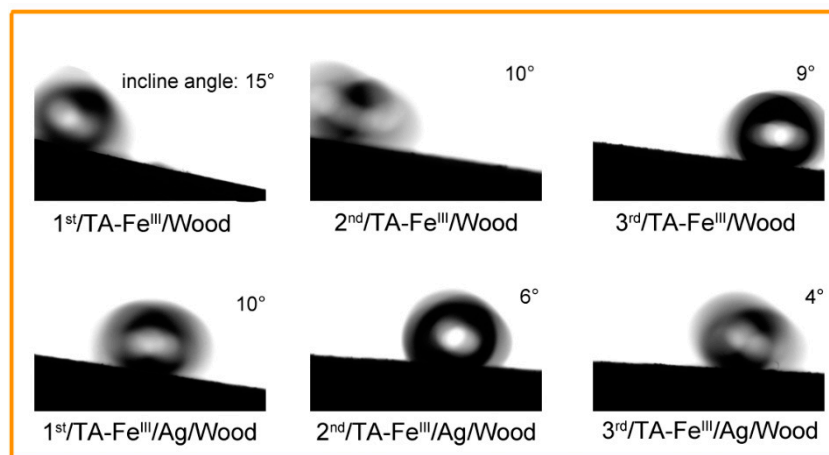 incline angle: 15°
10°
9°
1st/TA-FeIII/Wood
2nd/TA-FeIII/Wood
3rd/TA-FeIII/Wood
10°
6°
4°
1st/TA-FeIII/Ag/Wood
2nd/TA-FeIII/Ag/Wood
3rd/TA-FeIII/Ag/Wood